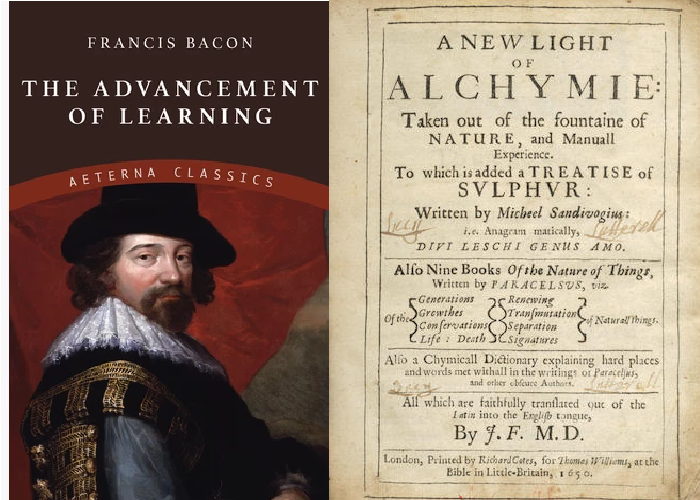 FRANCIS BACON
THE ADVANCEMENT
OF LEARNING
AETERNA CLASSICS
A NEW LIGHT
OF
ALCHYMIE:
Taken out of the fountaine of
NATURE, and Manuall
Experience.
To which is added a TREATISE of
SVLPHVR:
Written by Micheel Sandivogius:
i.e. Anagram matically,
DIVI LESCHI GENUS AMO.
Also Nine Books Of the Nature of Things,
Written by PARACELSVS, viz.
Of the
Generations
Growthes
Conservations
Life: Death
Renewing
Transmutation
Separation
Signatures
of Naturall Things.
Also a Chymicall Dictionary explaining hard places
and words met withall in the writings of Paracelsus,
and other obscure Authors.
All which are faithfully translated out of the
Latin into the English tongue,
By J. F. M.D.
London, Printed by Richard Cotes, for Thomas Williams, at the
Bible in Little-Britain, 1650.